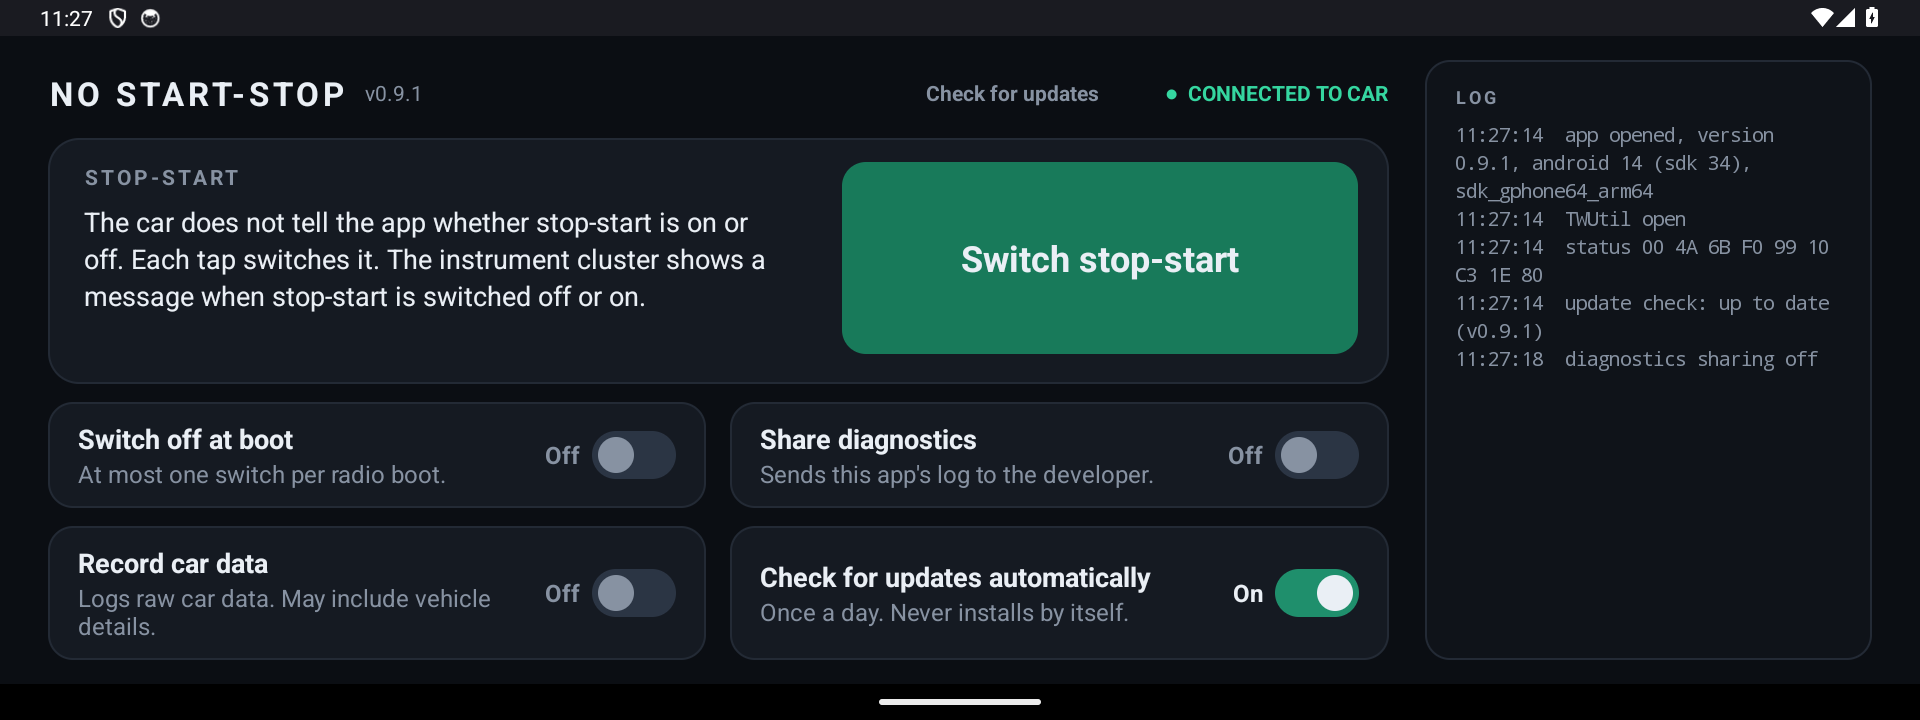 11:27
NO START-STOP v0.9.1
Check for updates
CONNECTED TO CAR
STOP-START
The car does not tell the app whether stop-start is on or
off. Each tap switches it. The instrument cluster shows a
message when stop-start is switched off or on.
Switch stop-start
Switch off at boot
At most one switch per radio boot.
Off
Share diagnostics
Sends this app's log to the developer.
Off
Record car data
Logs raw car data. May include vehicle
details.
Off
Check for updates automatically
Once a day. Never installs by itself.
On
LOG
11:27:14 app opened, version
0.9.1, android 14 (sdk 34),
sdk_gphone64_arm64
11:27:14 TWUtil open
11:27:14 status 00 4A 6B F0 99 10
C3 1E 80
11:27:14 update check: up to date
(v0.9.1)
11:27:18 diagnostics sharing off